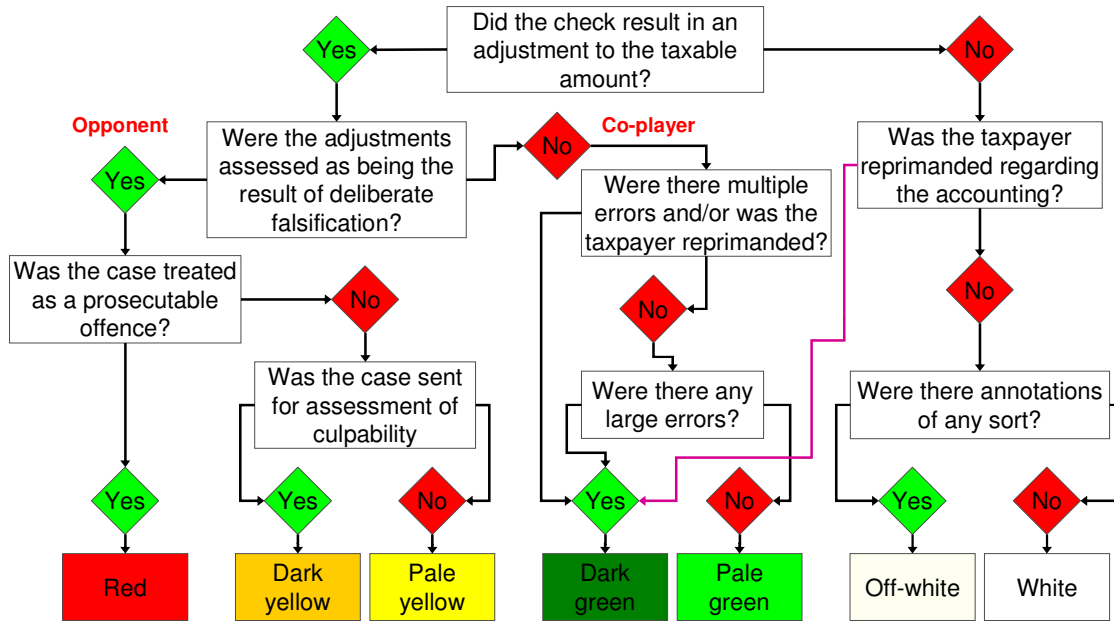 Did the check result in an
adjustment to the taxable
amount?
Yes
No
Opponent
Co-player
Were the adjustments
assessed as being the
result of deliberate
falsification?
No
Was the taxpayer
reprimanded regarding
the accounting?
Yes
Were there multiple
errors and/or was the
taxpayer reprimanded?
Was the case treated
as a prosecutable
offence?
No
No
No
Was the case sent
for assessment of
culpability
Were there any
large errors?
Were there annotations
of any sort?
Yes
Yes
No
Yes
No
Yes
No
Red
Dark
yellow
Pale
yellow
Dark
green
Pale
green
Off-white
White